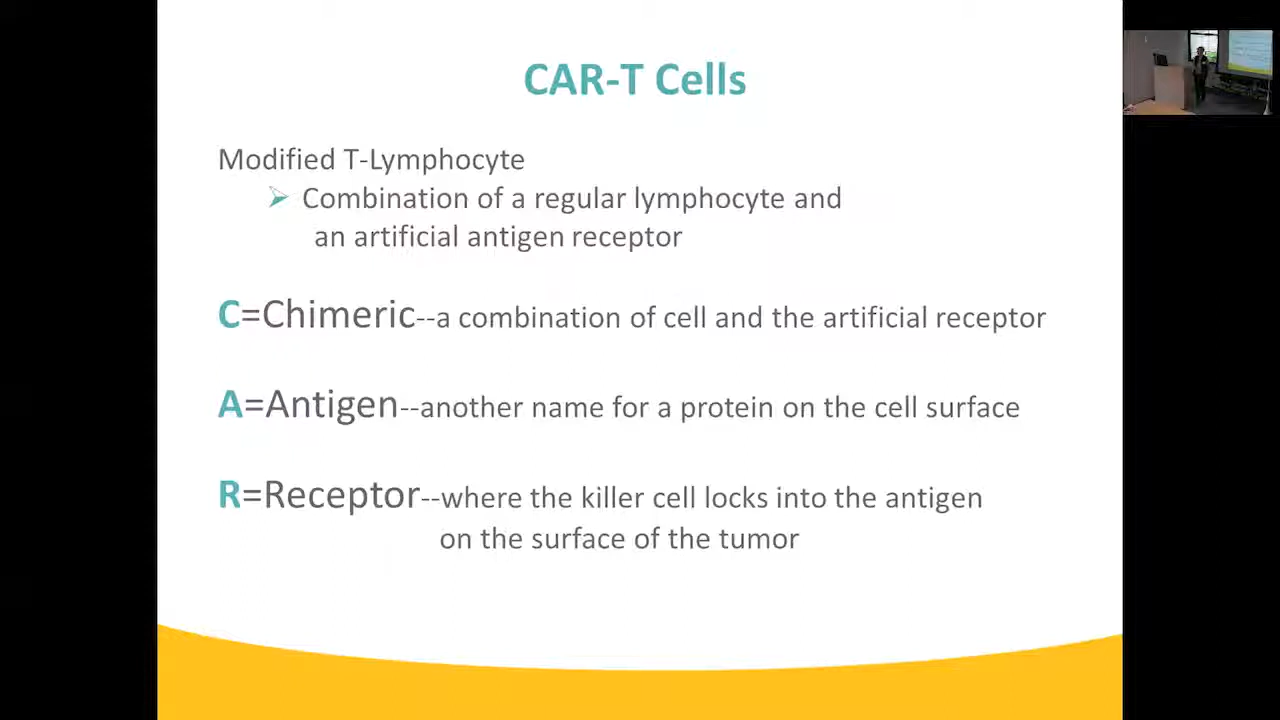 CAR-T Cells
Modified T-Lymphocyte
Combination of a regular lymphocyte and
an artificial antigen receptor
C=Chimeric--a combination of cell and the artificial receptor
A=Antigen--another name for a protein on the cell surface
R=Receptor--where the killer cell locks into the antigen
on the surface of the tumor